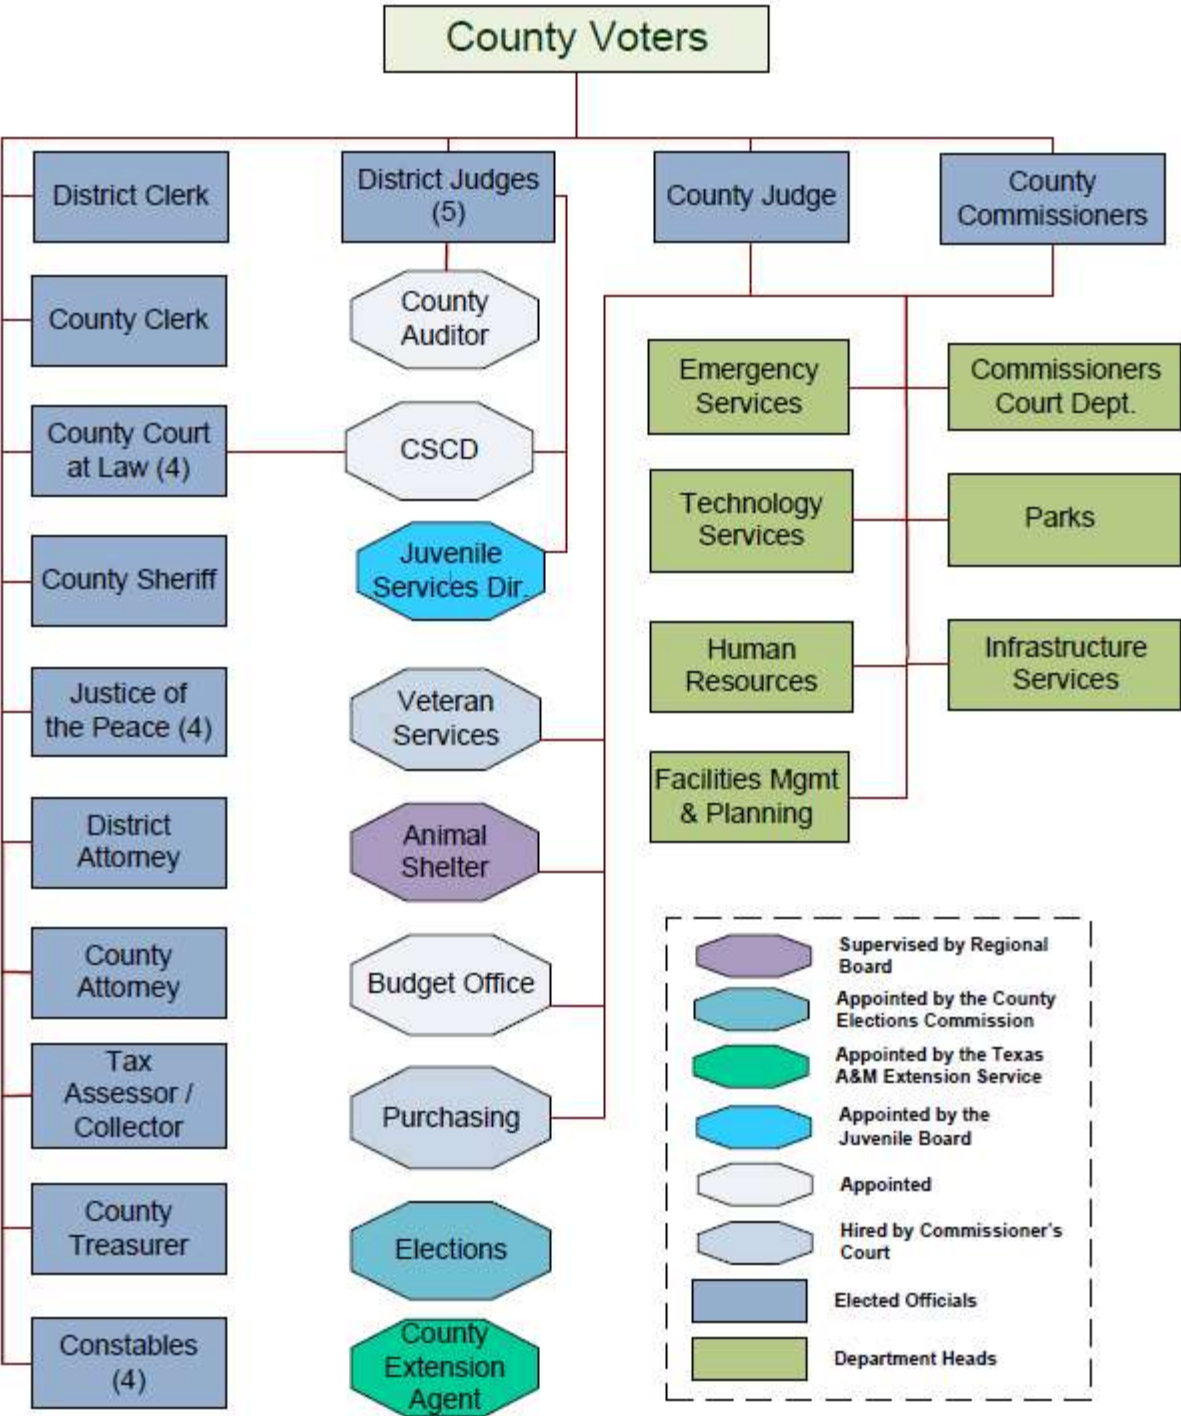 County Voters
District Clerk
District Judges
(5)
County Judge
County
Commissioners
County Clerk
County
Auditor
Emergency
Services
Commissioners
Court Dept.
County Court
at Law (4)
CSCD
Technology
Services
Parks
County Sheriff
Juvenile
Services Dir.
Human
Resources
Infrastructure
Services
Justice of
the Peace (4)
Veteran
Services
Facilities Mgmt
& Planning
District
Attorney
Animal
Shelter
County
Attorney
Budget Office
Tax
Assessor /
Collector
Purchasing
County
Treasurer
Elections
Constables
(4)
County
Extension
Agent
Supervised by Regional
Board
Appointed by the County
Elections Commission
Appointed by the Texas
A&M Extension Service
Appointed by the
Juvenile Board
Appointed
Hired by Commissioner's
Court
Elected Officials
Department Heads